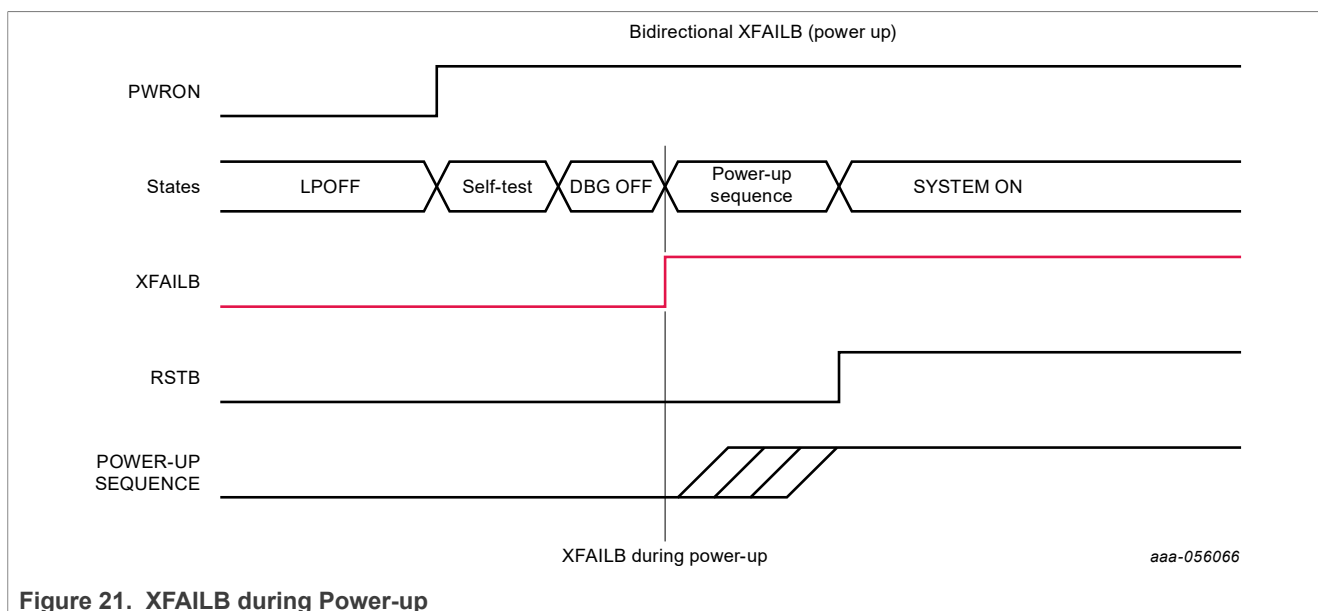 Bidirectional XFAILB (power up)
PWRON
States
LPOFF
Self-test
DBG OFF
Power-up
sequence
SYSTEM ON
XFAILB
RSTB
POWER-UP
SEQUENCE
XFAILB during power-up
aaa-056066
Figure 21. XFAILB during Power-up